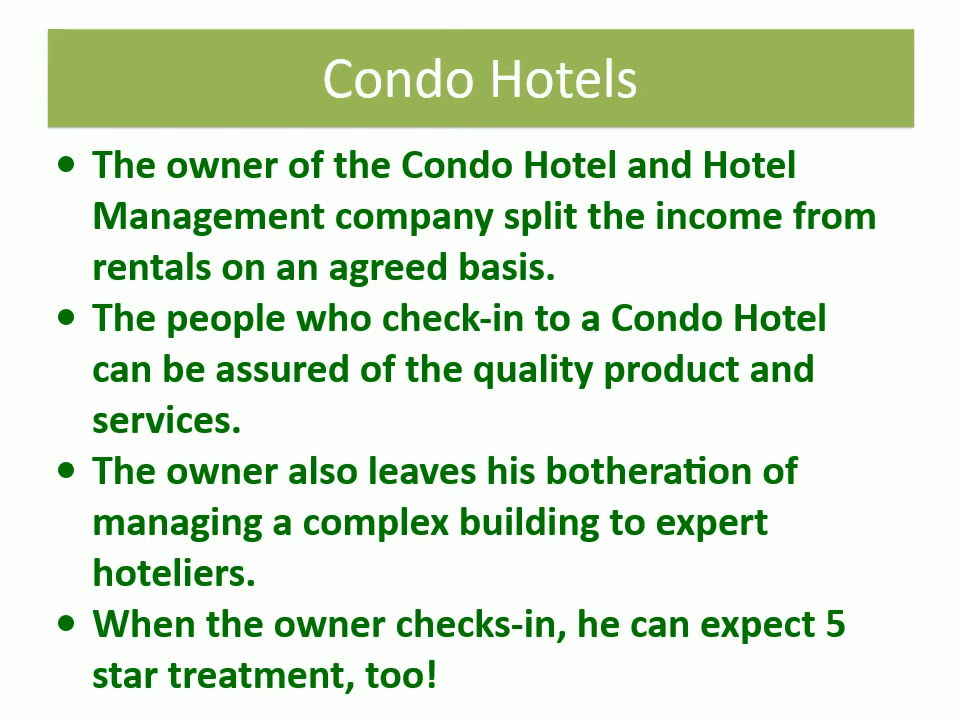 Condo Hotels
• The owner of the Condo Hotel and Hotel
Management company split the income from
rentals on an agreed basis.
• The people who check-in to a Condo Hotel
can be assured of the quality product and
services.
• The owner also leaves his botheration of
managing a complex building to expert
hoteliers.
• When the owner checks-in, he can expect 5
star treatment, too!